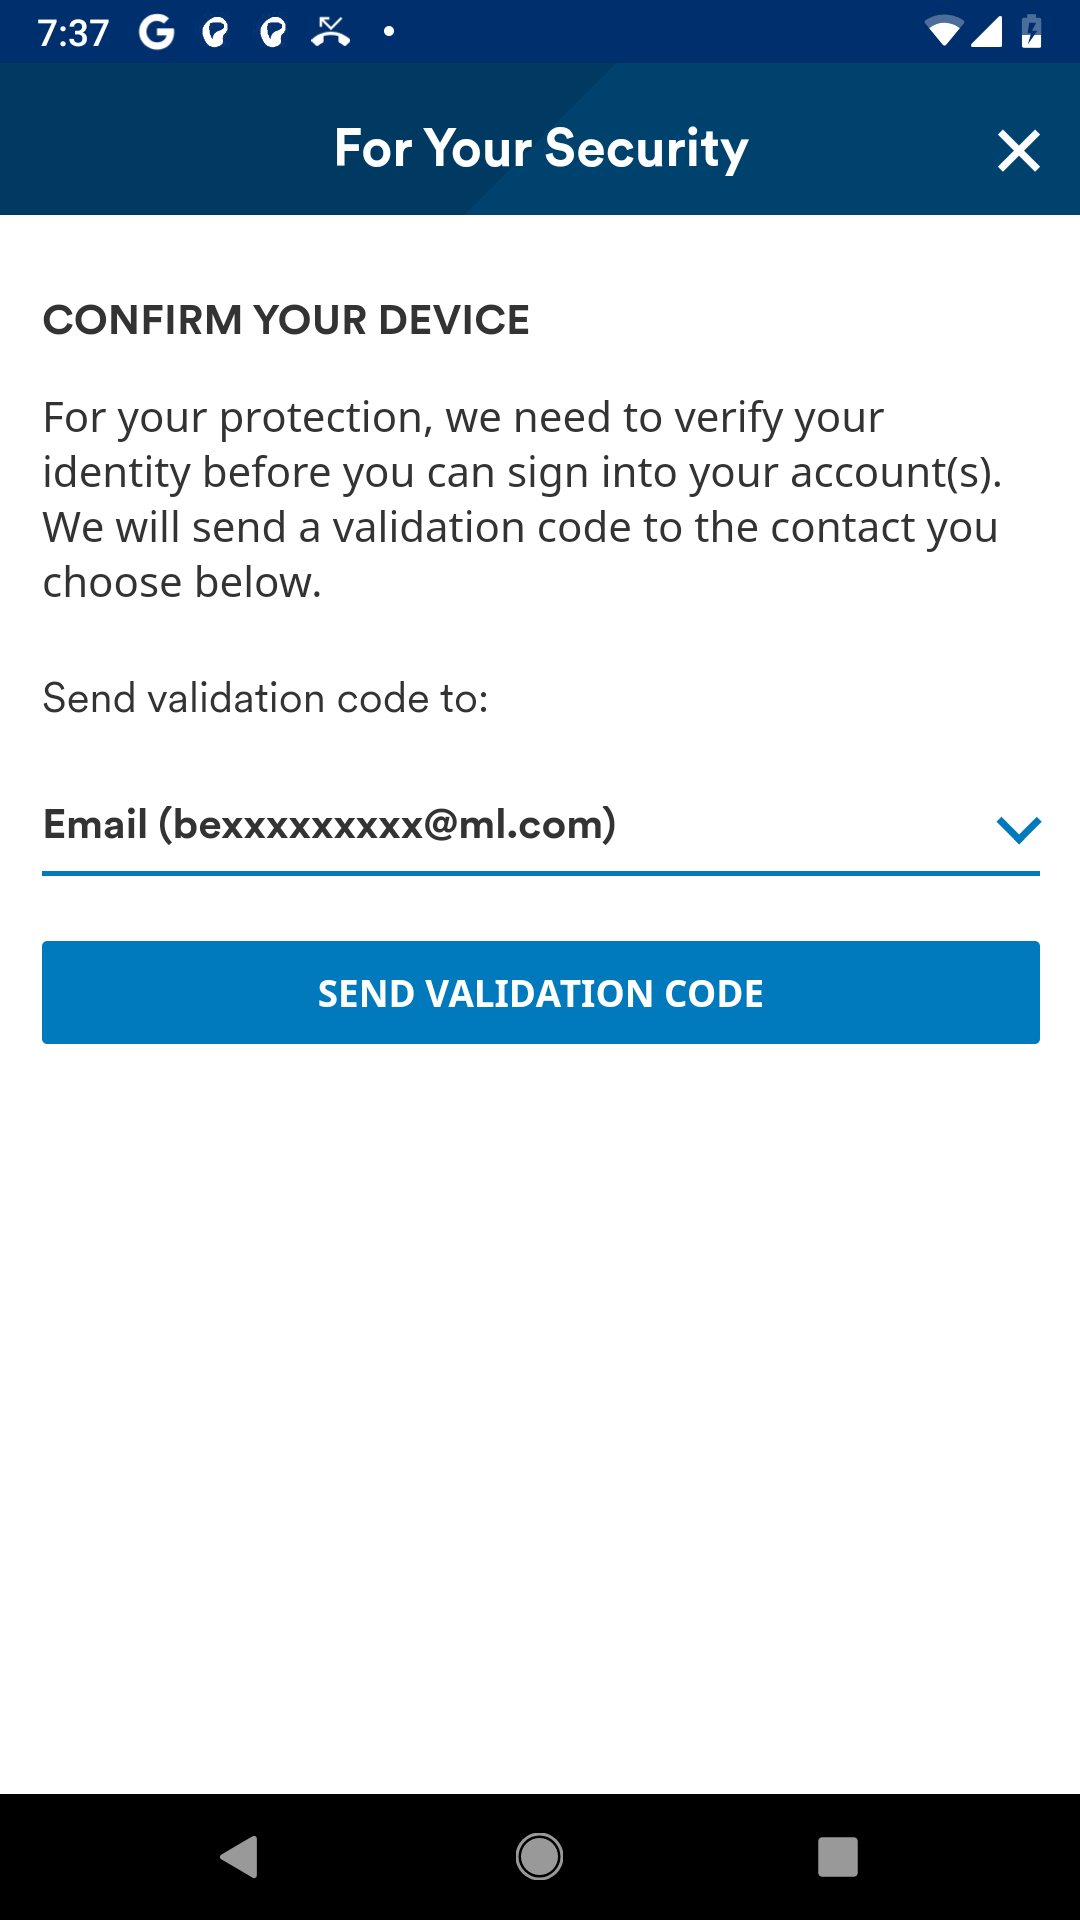 7:37
For Your Security
CONFIRM YOUR DEVICE
For your protection, we need to verify your
identity before you can sign into your account(s).
We will send a validation code to the contact you
choose below.
Send validation code to:
Email (bexxxxxxxxx@ml.com)
SEND VALIDATION CODE